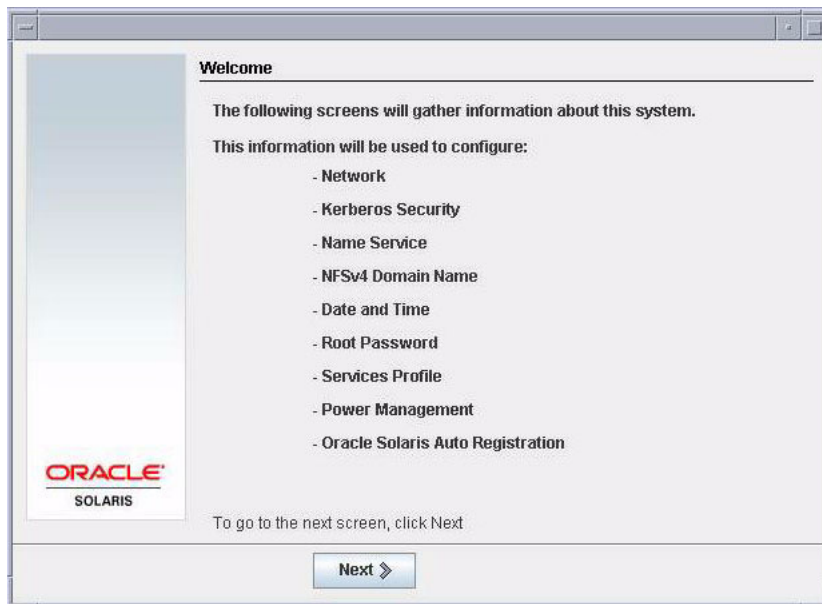 Welcome
The following screens will gather information about this system.
This information will be used to configure:
- Network
- Kerberos Security
- Name Service
- NFSv4 Domain Name
- Date and Time
- Root Password
- Services Profile
- Power Management
- Oracle Solaris Auto Registration
ORACLE
SOLARIS
To go to the next screen, click Next
Next